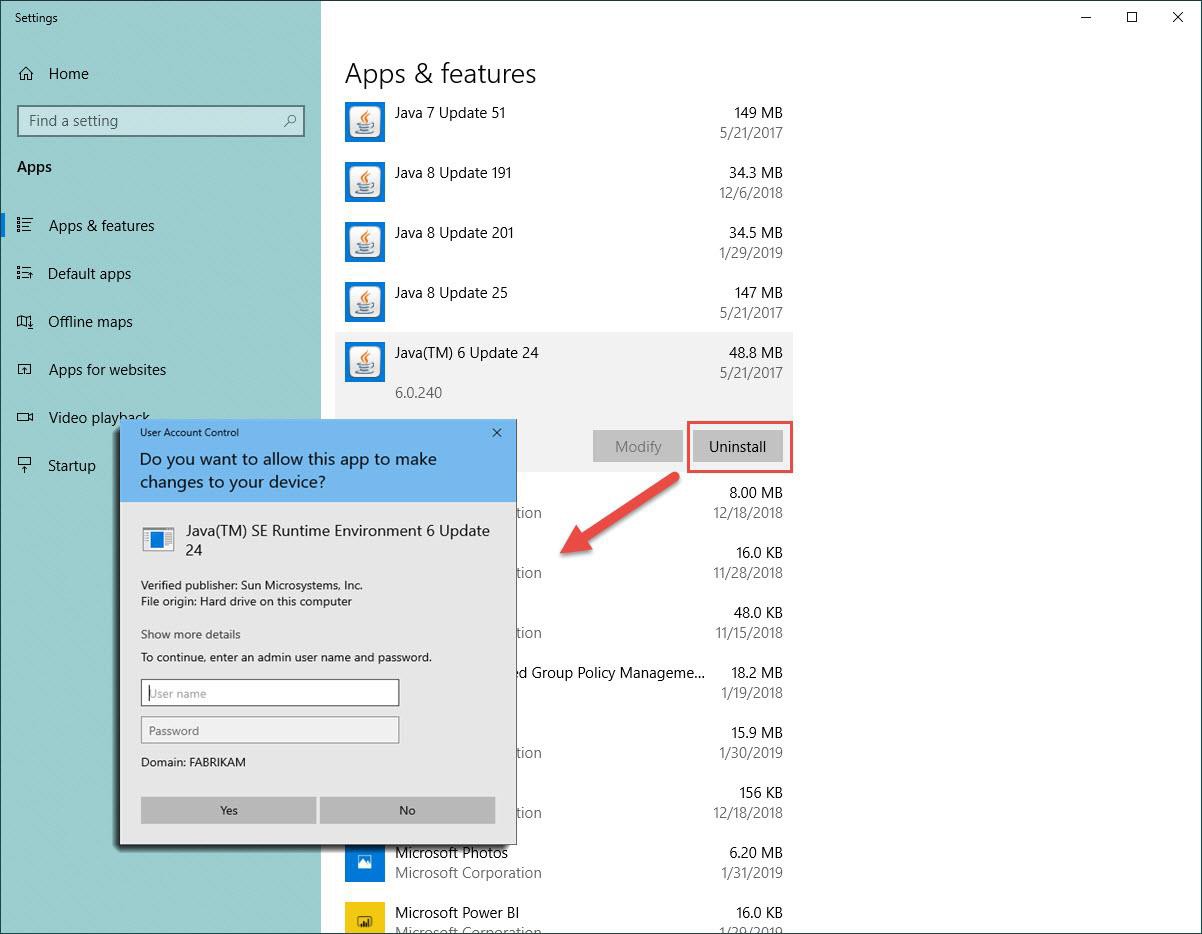 Settings
Home
Find a setting
Apps
Apps & features
Default apps
Offline maps
Apps for websites
Video playback
Startup
Apps & features
Java 7 Update 51 149 MB
5/21/2017
Java 8 Update 191 34.3 MB
12/6/2018
Java 8 Update 201 34.5 MB
1/29/2019
Java 8 Update 25 147 MB
5/21/2017
Java(TM) 6 Update 24 48.8 MB
5/21/2017
6.0.240
Modify Uninstall
8.00 MB
tion 12/18/2018
16.0 KB
tion 11/28/2018
48.0 KB
tion 11/15/2018
ed Group Policy Manageme... 18.2 MB
1/19/2018
15.9 MB
tion 1/30/2019
156 KB
tion 12/18/2018
Microsoft Photos 6.20 MB
Microsoft Corporation 1/31/2019
Microsoft Power BI 16.0 KB
Microsoft Corporation 1/29/2019
User Account Control
Do you want to allow this app to make
changes to your device?
Java(TM) SE Runtime Environment 6 Update
24
Verified publisher: Sun Microsystems, Inc.
File origin: Hard drive on this computer
Show more details
To continue, enter an admin user name and password.
User name
Password
Domain: FABRIKAM
Yes No